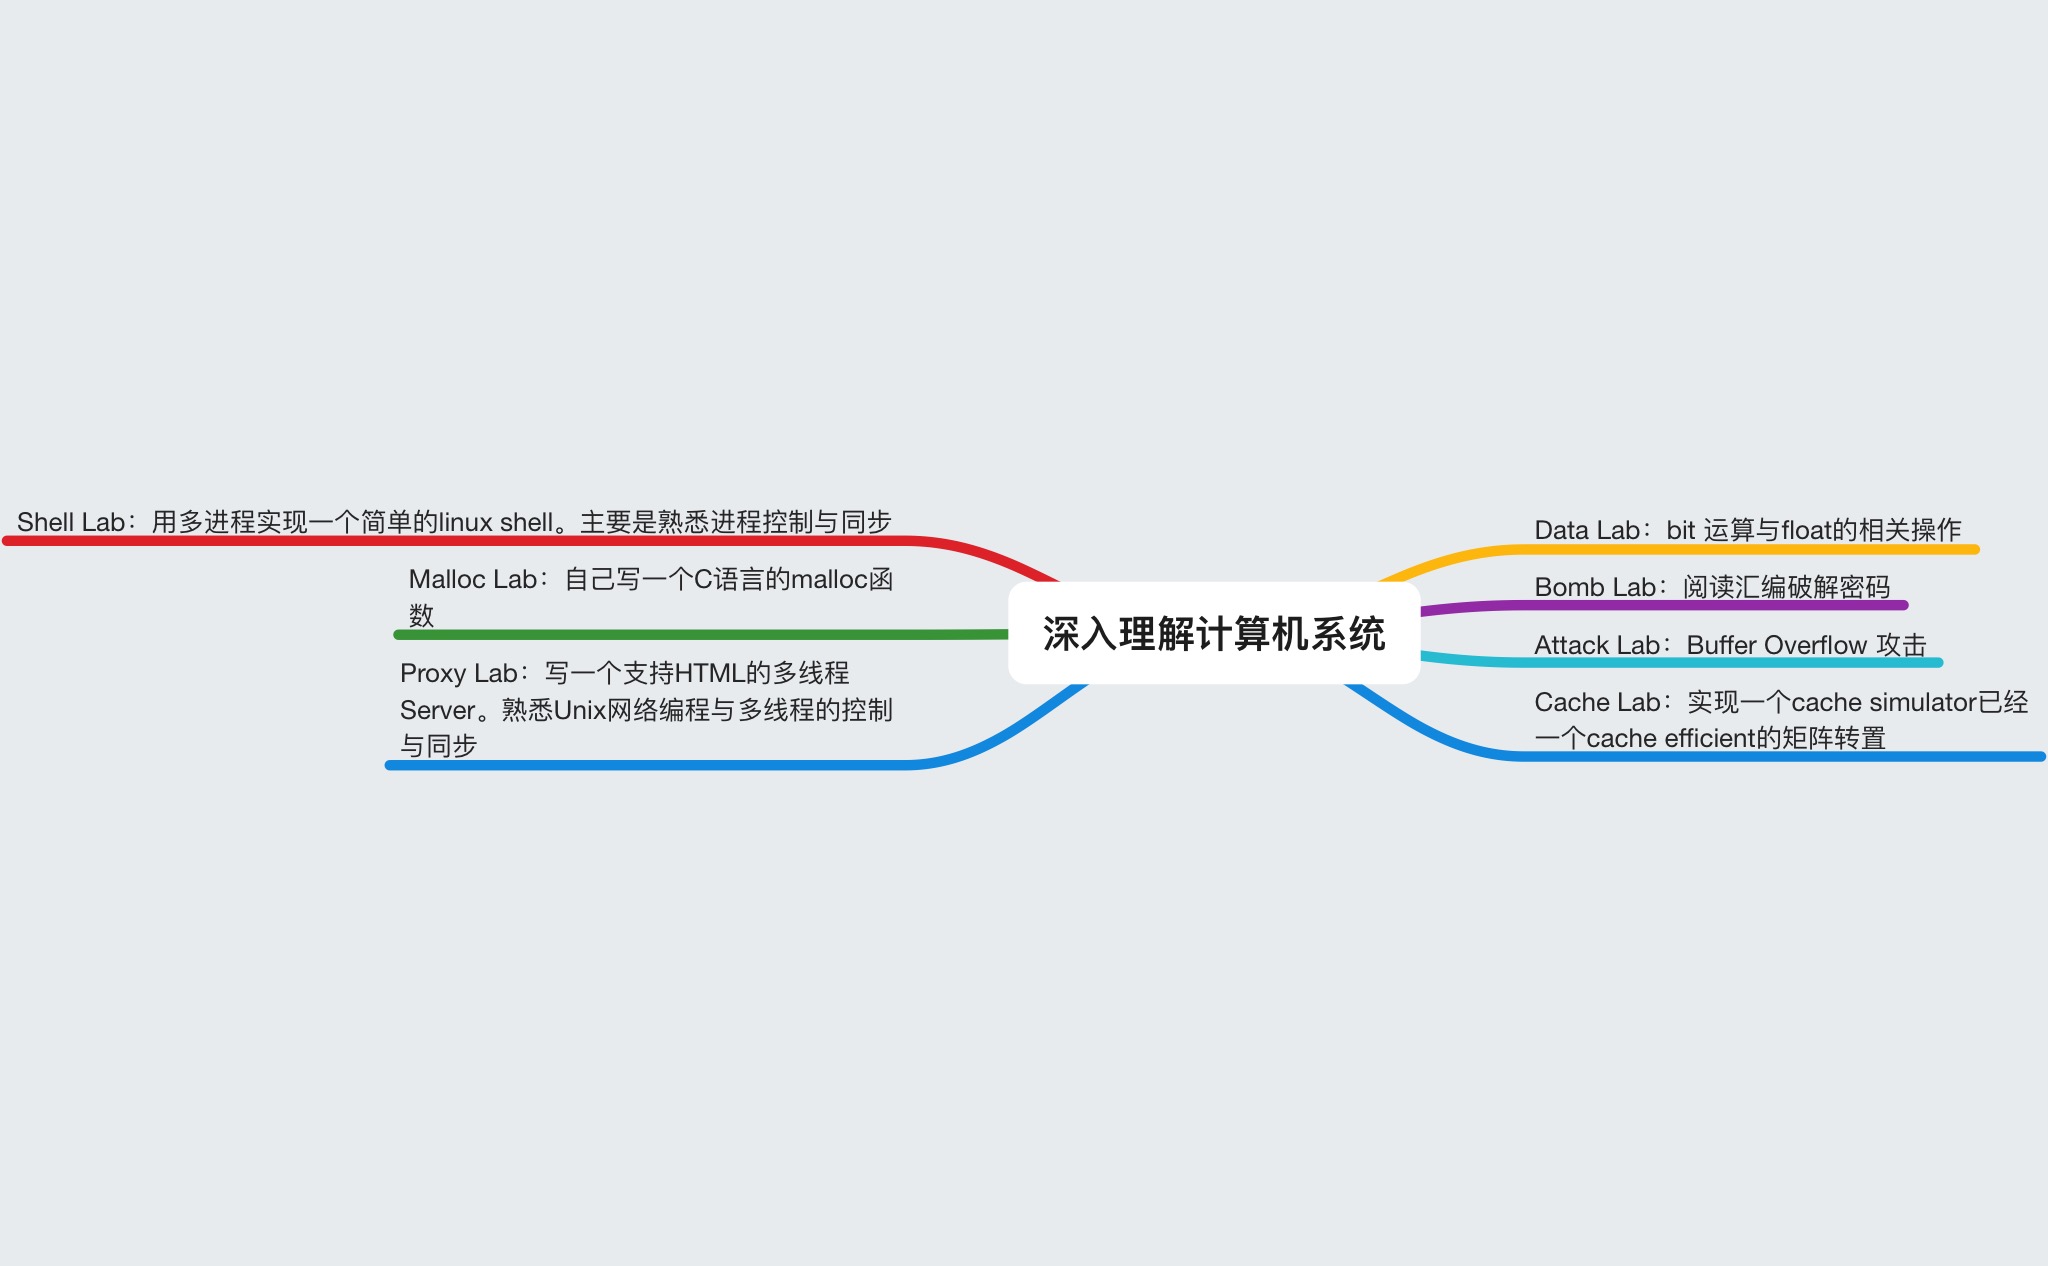 深入理解计算机系统
Data Lab：bit 运算与float的相关操作
Bomb Lab：阅读汇编破解密码
Attack Lab：Buffer Overflow 攻击
Cache Lab：实现一个cache simulator已经
一个cache efficient的矩阵转置
Shell Lab：用多进程实现一个简单的linux shell。主要是熟悉进程控制与同步
Malloc Lab：自己写一个C语言的malloc函
数
Proxy Lab：写一个支持HTML的多线程
Server。熟悉Unix网络编程与多线程的控制
与同步